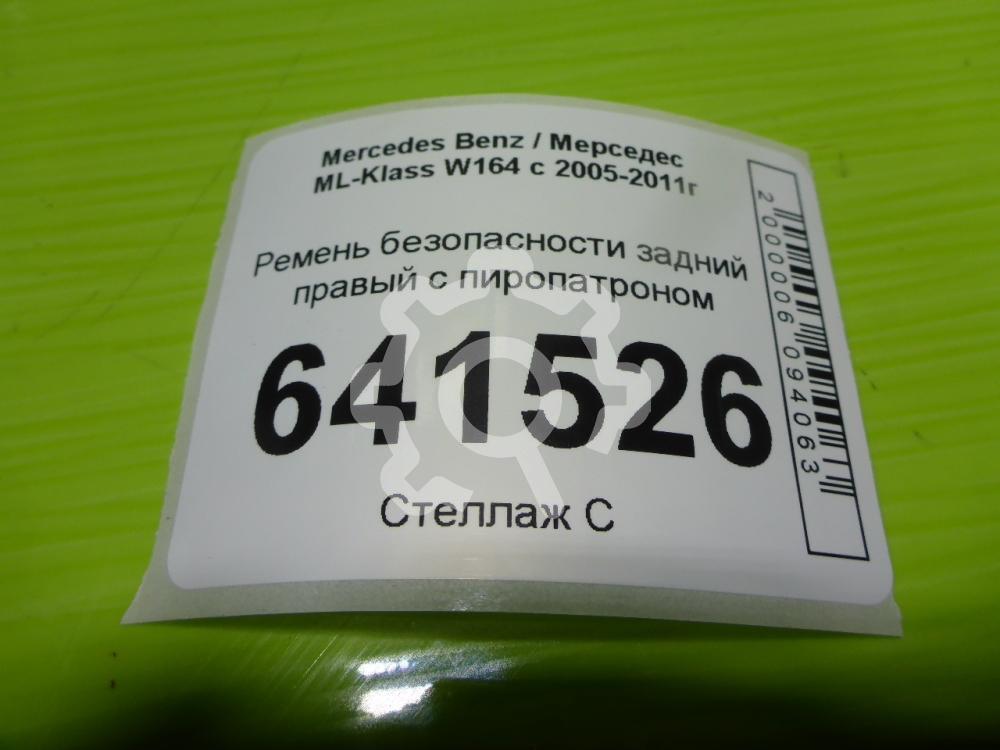 Mercedes Benz / Мерседес
ML-Klass W164 с 2005-2011г
Ремень безопасности задний
правый с пиропатроном
641526
Стеллаж С
2000006094063